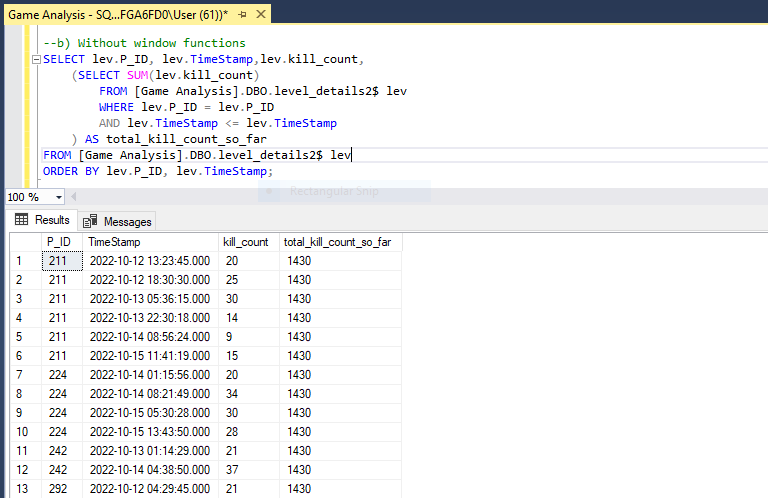 Game Analysis - SQ...FGA6FD0\User (61))*
--b) Without window functions
SELECT lev.P_ID, lev.TimeStamp,lev.kill_count,
(SELECT SUM(lev.kill_count)
FROM [Game Analysis].DBO.level_details2$ lev
WHERE lev.P_ID = lev.P_ID
AND lev.TimeStamp <= lev.TimeStamp
) AS total_kill_count_so_far
FROM [Game Analysis].DBO.level_details2$ lev
ORDER BY lev.P_ID, lev.TimeStamp;
Rectangular Snip
100 %
Results Messages
P_ID TimeStamp kill_count total_kill_count_so_far
1 211 2022-10-12 13:23:45.000 20 1430
2 211 2022-10-12 18:30:30.000 25 1430
3 211 2022-10-13 05:36:15.000 30 1430
4 211 2022-10-13 22:30:18.000 14 1430
5 211 2022-10-14 08:56:24.000 9 1430
6 211 2022-10-15 11:41:19.000 15 1430
7 224 2022-10-14 01:15:56.000 20 1430
8 224 2022-10-14 08:21:49.000 34 1430
9 224 2022-10-15 05:30:28.000 30 1430
10 224 2022-10-15 13:43:50.000 28 1430
11 242 2022-10-13 01:14:29.000 21 1430
12 242 2022-10-14 04:38:50.000 37 1430
13 292 2022-10-12 04:29:45.000 21 1430